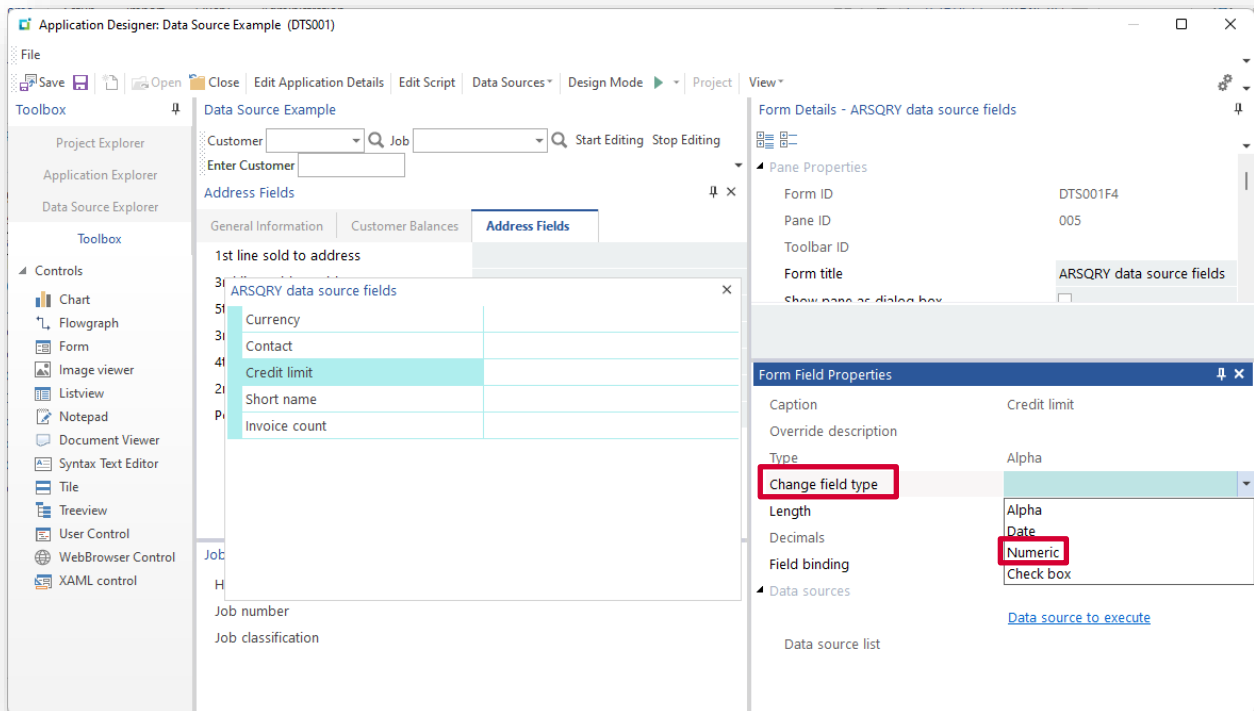 Application Designer: Data Source Example (DTS001)
File
Save Open Close Edit Application Details Edit Script Data Sources Design Mode Project View
Toolbox
Project Explorer
Application Explorer
Data Source Explorer
Toolbox
Controls
Chart
Flowgraph
Form
Image viewer
Listview
Notepad
Document Viewer
Syntax Text Editor
Tile
Treeview
User Control
WebBrowser Control
XAML control
Data Source Example
Customer Job Start Editing Stop Editing
Enter Customer
Address Fields
General Information Customer Balances Address Fields
1st line sold to address
ARSQRY data source fields
Currency
Contact
Credit limit
Short name
Invoice count
Job number
Job classification
Form Details - ARSQRY data source fields
Pane Properties
Form ID DTS001F4
Pane ID 005
Toolbar ID
Form title ARSQRY data source fields
Show pane as dialog box
Form Field Properties
Caption Credit limit
Override description
Type Alpha
Change field type
Length Alpha
Date
Decimals
Numeric
Field binding
Check box
Data sources
Data source to execute
Data source list